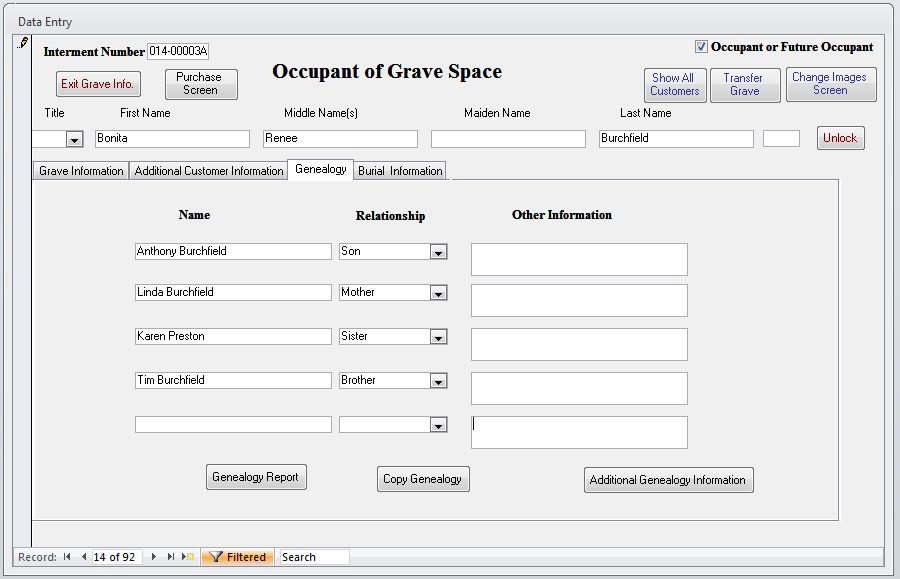 Data Entry
Interment Number 014-00003A
Occupant or Future Occupant
Exit Grave Info.
Purchase Screen
Occupant of Grave Space
Show All Customers
Transfer Grave
Change Images Screen
Title First Name Middle Name(s) Maiden Name Last Name
Bonita Renee Burchfield Unlock
Grave Information Additional Customer Information Genealogy Burial Information
Name Relationship Other Information
Anthony Burchfield Son
Linda Burchfield Mother
Karen Preston Sister
Tim Burchfield Brother
Genealogy Report Copy Genealogy Additional Genealogy Information
Record: 14 of 92 Filtered Search